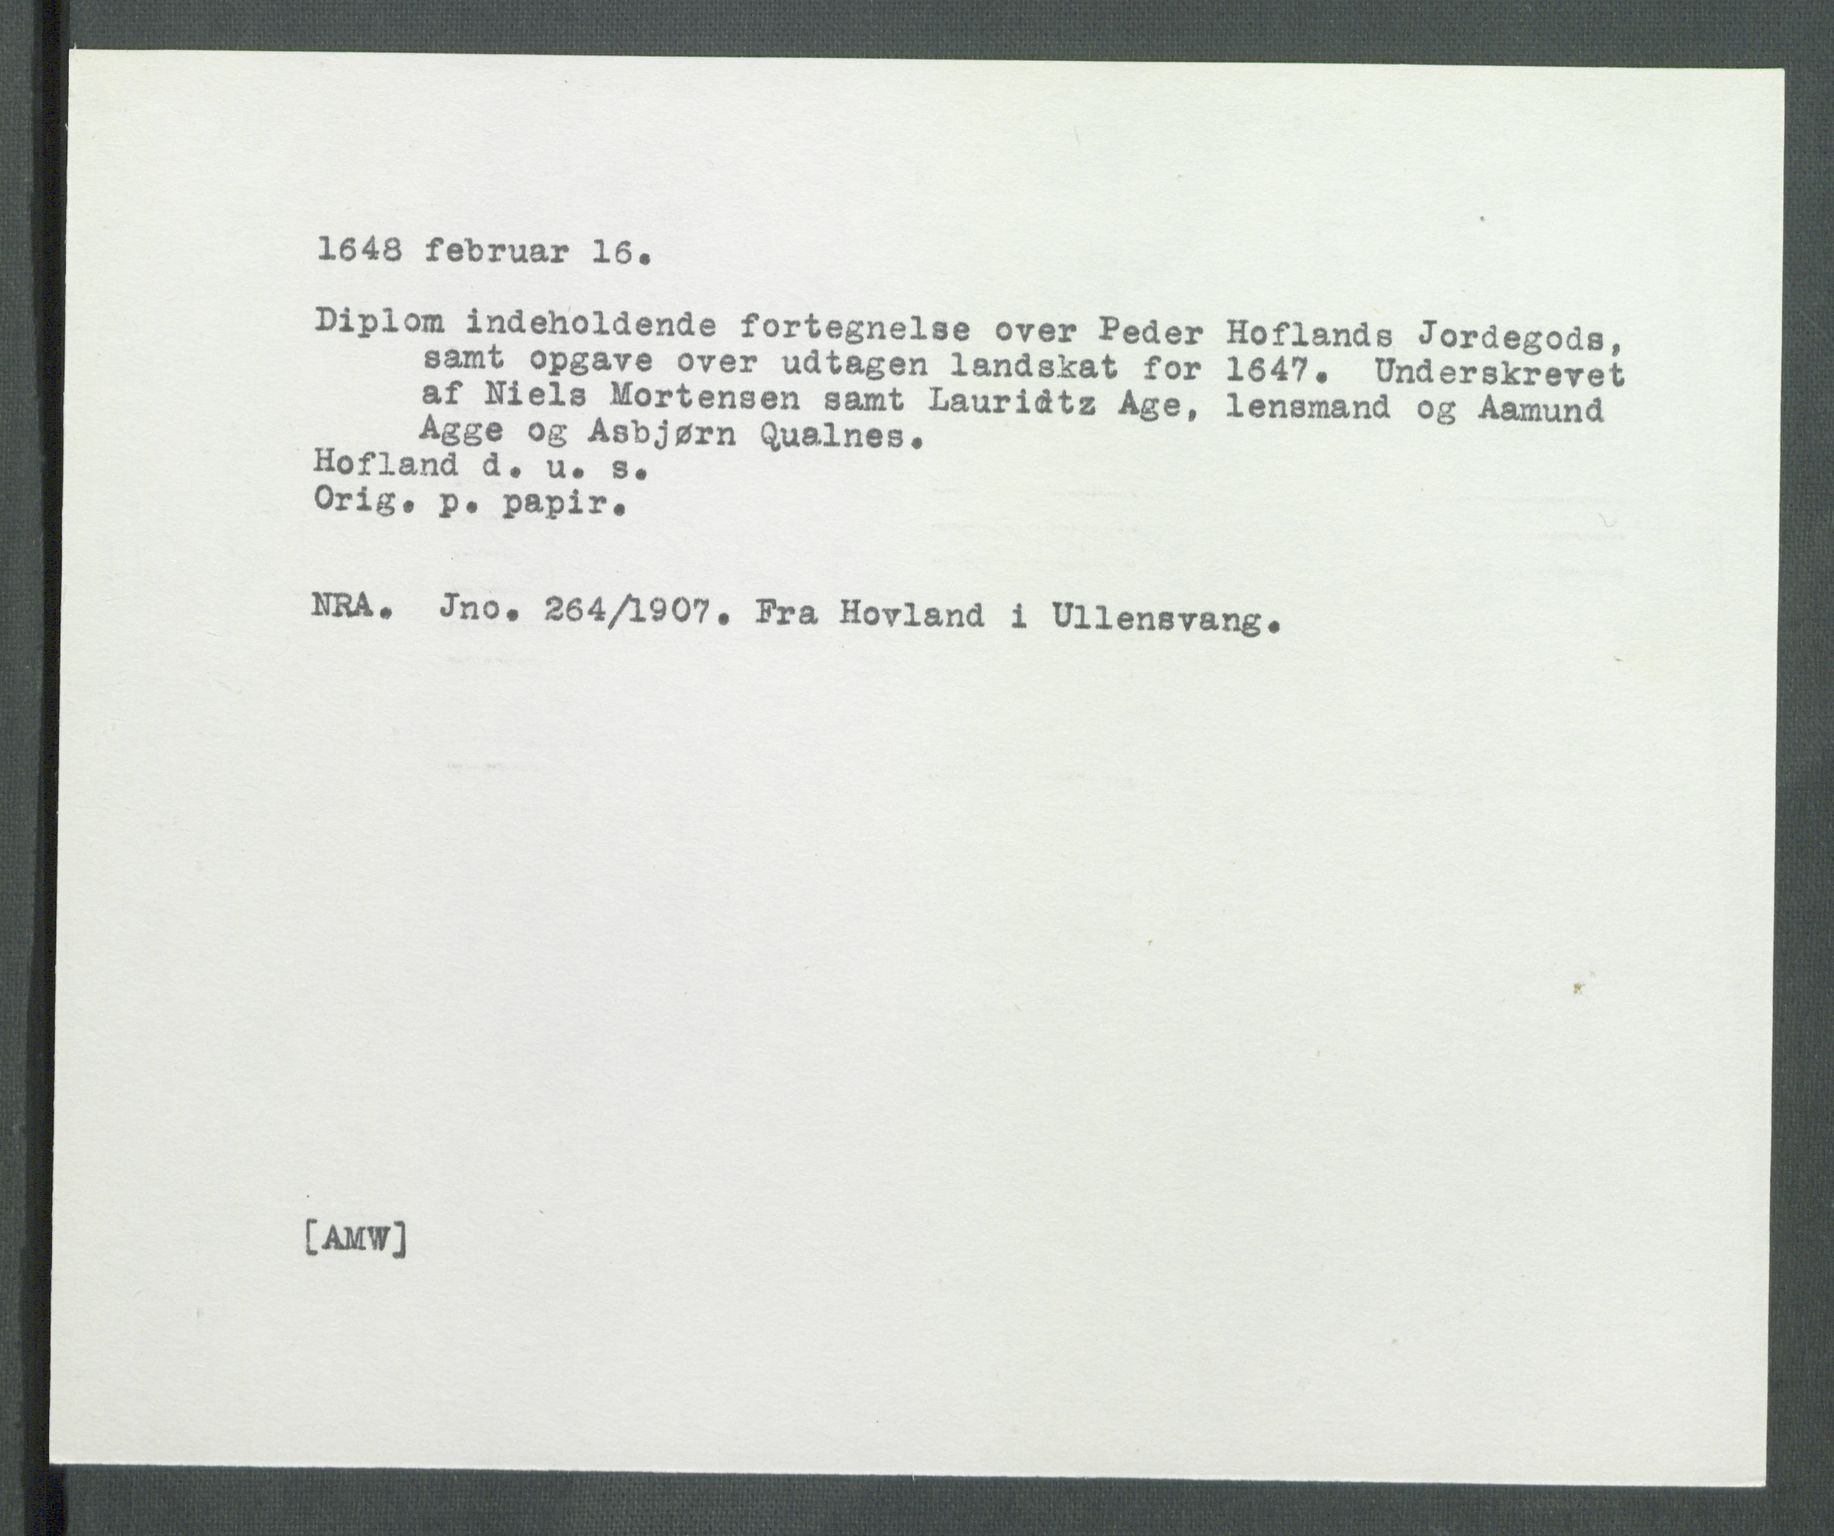 1648 februar 16.
Diplom indeholdende fortegnelse over Peder Hoflands Jordegods,
samt opgave over udtagen landskat for 1647. Underskrevet
af Niels Mortensen samt Lauridtz Age, lensmand og Aamund
Agge og Asbjørn Qualnes.
Hofland d. u. s.
Orig. p. papir.
NRA. Jno. 264/1907. Fra Hovland i Ullensvang.
[AMW]